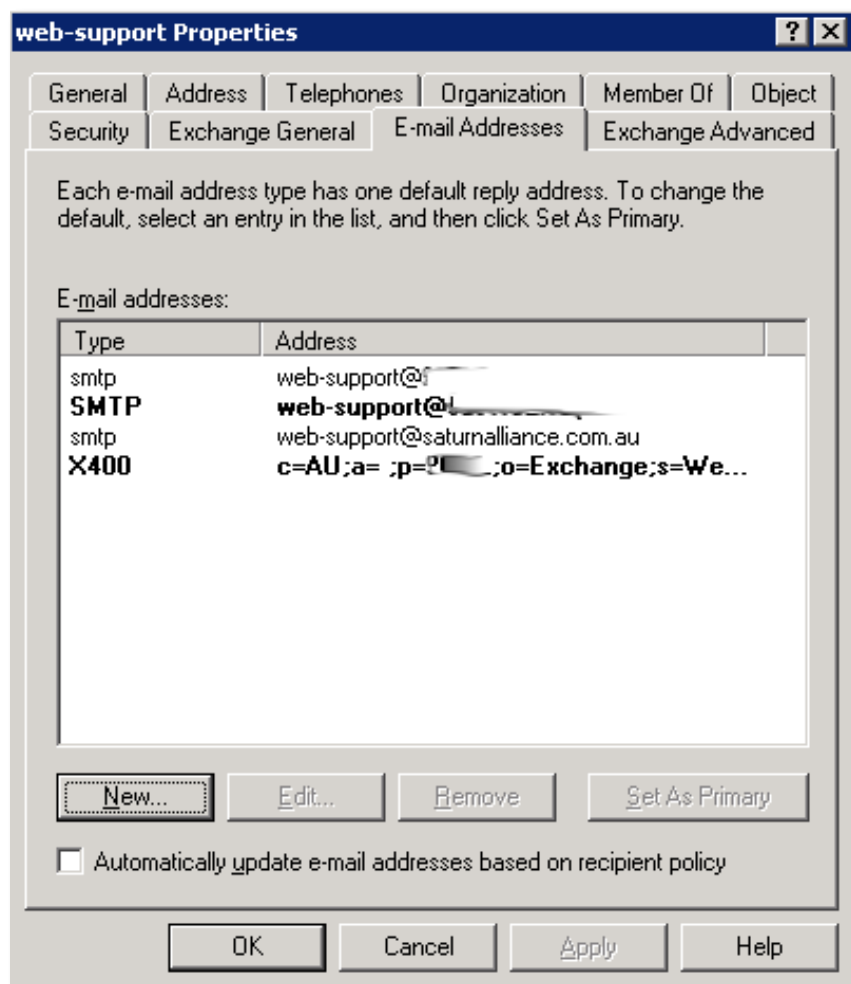 web-support Properties
General Address Telephones Organization Member Of Object
Security Exchange General E-mail Addresses Exchange Advanced
Each e-mail address type has one default reply address. To change the
default, select an entry in the list, and then click Set As Primary.
E-mail addresses:
Type Address
smtp web-support@
SMTP web-support@
smtp web-support@saturnalliance.com.au
X400 c=AU;a= ;p= ;o=Exchange;s=We...
New... Edit... Remove Set As Primary
Automatically update e-mail addresses based on recipient policy
OK Cancel Apply Help